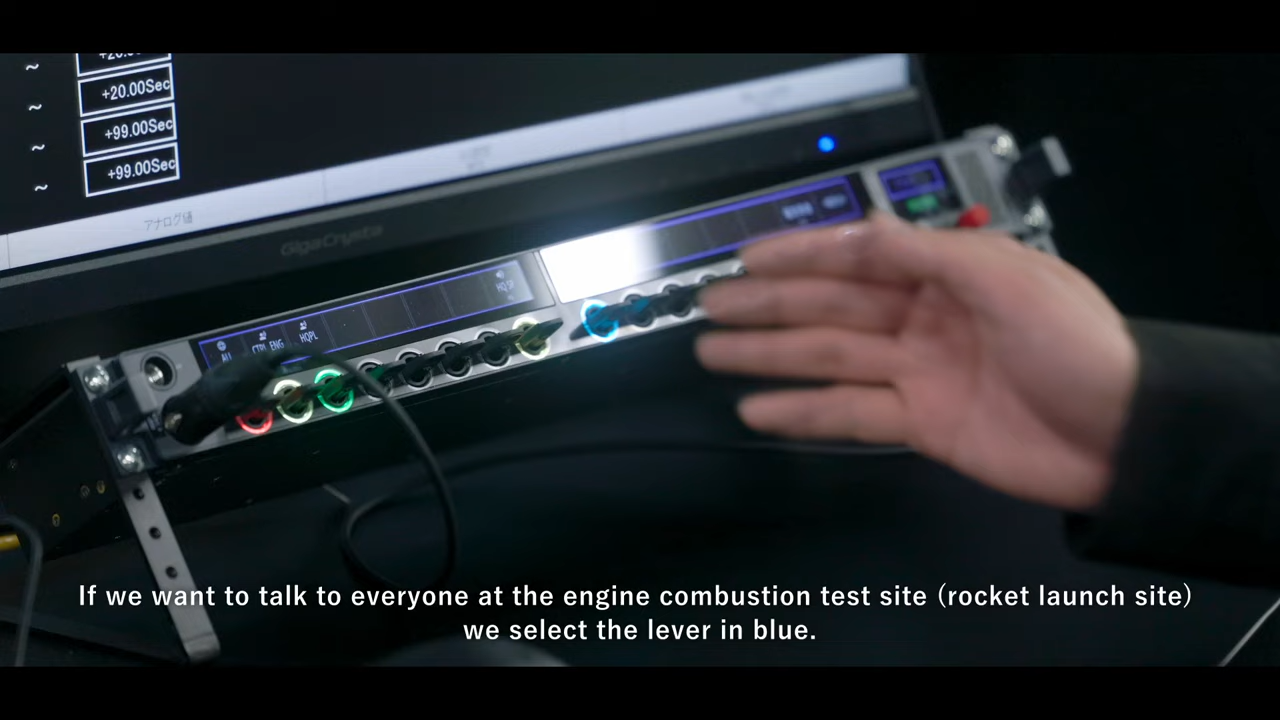 +20.00Sec
+99.00Sec
+99.00Sec
アナログ値
GigaCrysta
ALL
CTRL ENG
HQPL
If we want to talk to everyone at the engine combustion test site (rocket launch site)
we select the lever in blue.